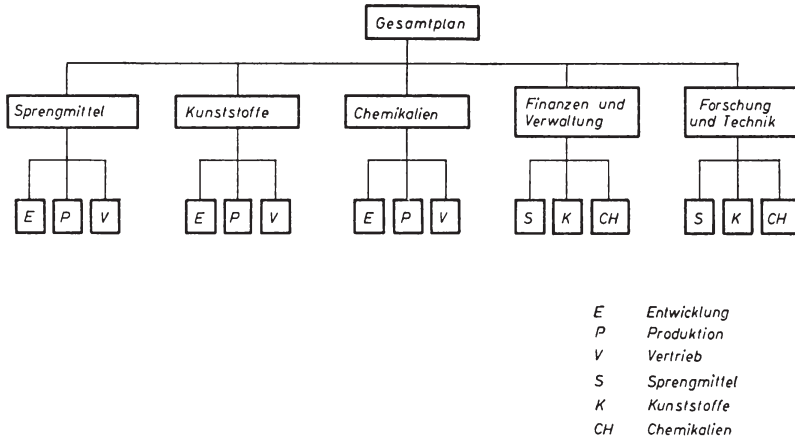 Gesamtplan
Sprengmittel
Kunststoffe
Chemikalien
Finanzen und
Verwaltung
Forschung
und Technik
E P V
E P V
E P V
S K CH
S K CH
E Entwicklung
P Produktion
V Vertrieb
S Sprengmittel
K Kunststoffe
CH Chemikalien